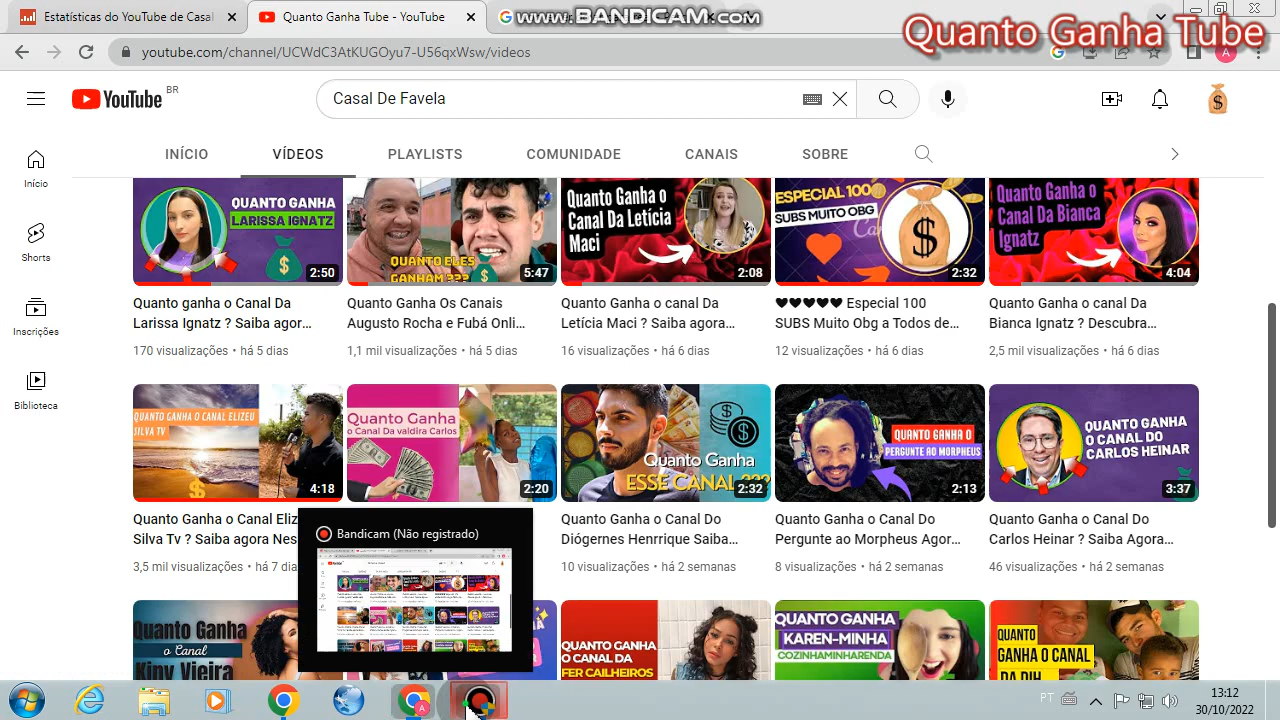 Estatísticas do YouTube do Canal
Casal De Favela - YouTube
www.BANDICAM.com
Quanto Ganha Tube
youtube.com/channel/UCWdC3AtKUGOyu7-U56qxWsw/videos
YouTube BR
Casal De Favela
INÍCIO VÍDEOS PLAYLISTS COMUNIDADE CANAIS SOBRE
Início
Shorts
Inscrições
Biblioteca
QUANTO GANHA
LARISSA IGNATZ
2:50
QUANTO ELES
GANHAM ???
5:47
Quanto Ganha o
Canal Da Letícia
Maci
2:08
ESPECIAL 100
SUBS MUITO OBG
2:32
Quanto Ganha o
Canal Da Bianca
Ignatz
4:04
Quanto ganha o Canal Da
Larissa Ignatz ? Saiba agor...
170 visualizações • há 5 dias
Quanto Ganha Os Canais
Augusto Rocha e Fubá Onli...
1,1 mil visualizações • há 5 dias
Quanto Ganha o canal Da
Letícia Maci ? Saiba agora...
16 visualizações • há 6 dias
♥♥♥♥♥ Especial 100
SUBS Muito Obg a Todos de...
12 visualizações • há 6 dias
Quanto Ganha o canal Da
Bianca Ignatz ? Descubra...
2,5 mil visualizações • há 6 dias
QUANTO GANHA O CANAL ELIZEU
SILVA TV
4:18
Quanto Ganha
o Canal Da valdira Carlos
2:20
Quanto Ganha
ESSE CANAL ???
2:32
QUANTO GANHA O
PERGUNTE AO MORPHEUS
2:13
QUANTO GANHA
O CANAL DO
CARLOS HEINAR
3:37
Quanto Ganha o Canal Eliz
Silva Tv ? Saiba agora Nes
3,5 mil visualizações • há 7 dia
Quanto Ganha o Canal Do
Diógernes Henrrique Saiba...
10 visualizações • há 2 semanas
Quanto Ganha o Canal Do
Pergunte ao Morpheus Agor...
8 visualizações • há 2 semanas
Quanto Ganha o Canal Do
Carlos Heinar ? Saiba Agora...
46 visualizações • há 2 semanas
Bandicam (Não registrado)
o Canal
QUANTO GANHA
O CANAL DA
FER CALHEIROS
KAREN-MINHA
COZINHAMINHARENDA
QUANTO
GANHA O CANAL
PT
13:12
30/10/2022